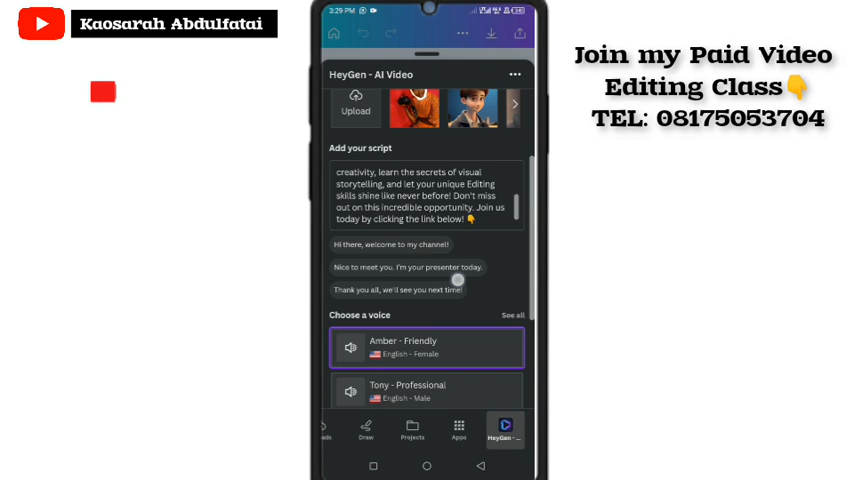 Kaosarah Abdulfatai
Join my Paid Video
Editing Class👇
TEL: 08175053704
3:29 PM
HeyGen - AI Video
Upload
Add your script
creativity, learn the secrets of visual
storytelling, and let your unique Editing
skills shine like never before! Don't miss
out on this incredible opportunity. Join us
today by clicking the link below! 👇
Hi there, welcome to my channel!
Nice to meet you. I'm your presenter today.
Thank you all, we'll see you next time!
Choose a voice
See all
Amber - Friendly
English - Female
Tony - Professional
English - Male
Draw
Projects
Apps
HeyGen - ...